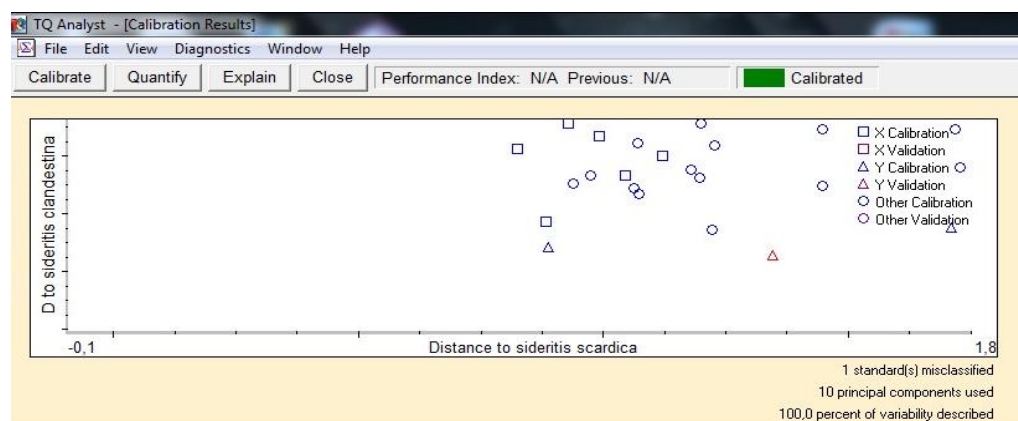 TQ Analyst - [Calibration Results]
File Edit View Diagnostics Window Help
Calibrate Quantify Explain Close Performance Index: N/A Previous: N/A Calibrated
D to sideritis clandestina
X Calibration
X Validation
Y Calibration
Y Validation
Other Calibration
Other Validation
-0,1 Distance to sideritis scardica 1,8
1 standard(s) misclassified
10 principal components used
100,0 percent of variability described